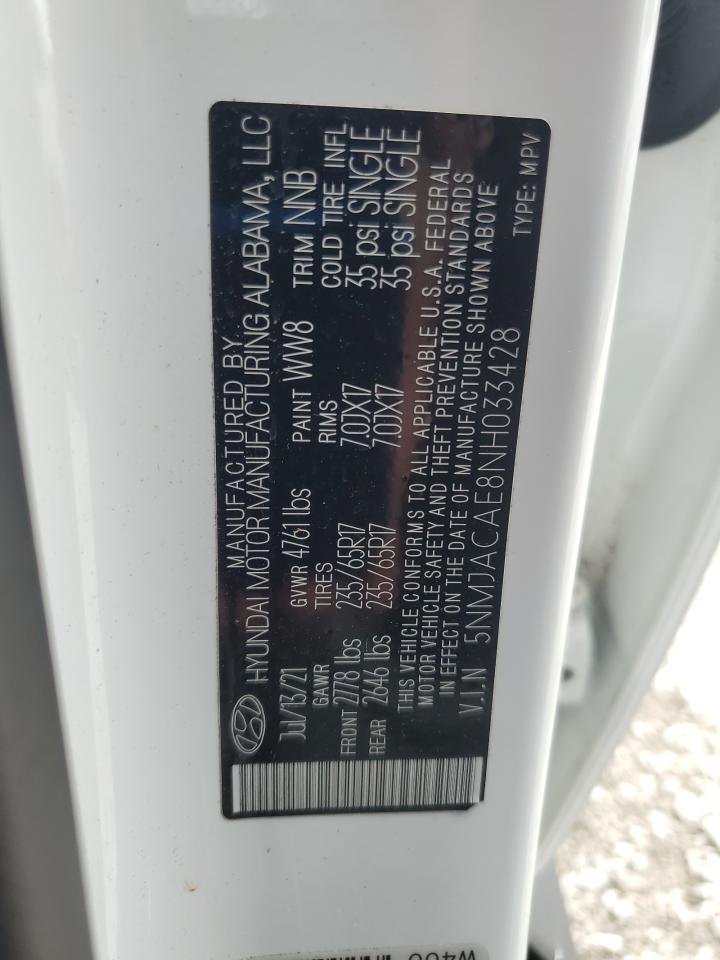 MANUFACTURED BY
HYUNDAI MOTOR MANUFACTURING ALABAMA, LLC
Jul/13/21 GVWR 4761 lbs PAINT WW8 TRIM NNB
GAWR TIRES RIMS COLD TIRE INFL
FRONT 2778 lbs 235/65R17 7.0JX17 35 psi SINGLE
REAR 2646 lbs 235/65R17 7.0JX17 35 psi SINGLE
THIS VEHICLE CONFORMS TO ALL APPLICABLE U.S.A. FEDERAL
MOTOR VEHICLE SAFETY AND THEFT PREVENTION STANDARDS
IN EFFECT ON THE DATE OF MANUFACTURE SHOWN ABOVE
V.I.N 5NMJACAE8NH033428 TYPE: MPV